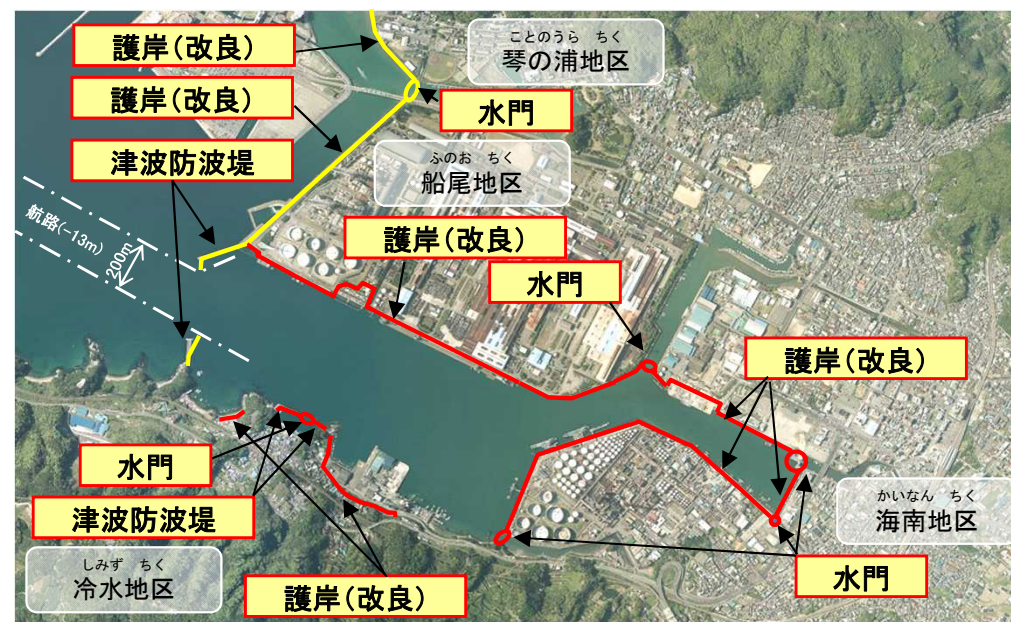 護岸(改良)
ことのうら ちく
琴の浦地区
護岸(改良)
水門
津波防波堤
ふのお ちく
船尾地区
航路(-13m)
200m
護岸(改良)
水門
護岸(改良)
水門
津波防波堤
かいなん ちく
海南地区
しみず ちく
冷水地区
護岸(改良)
水門